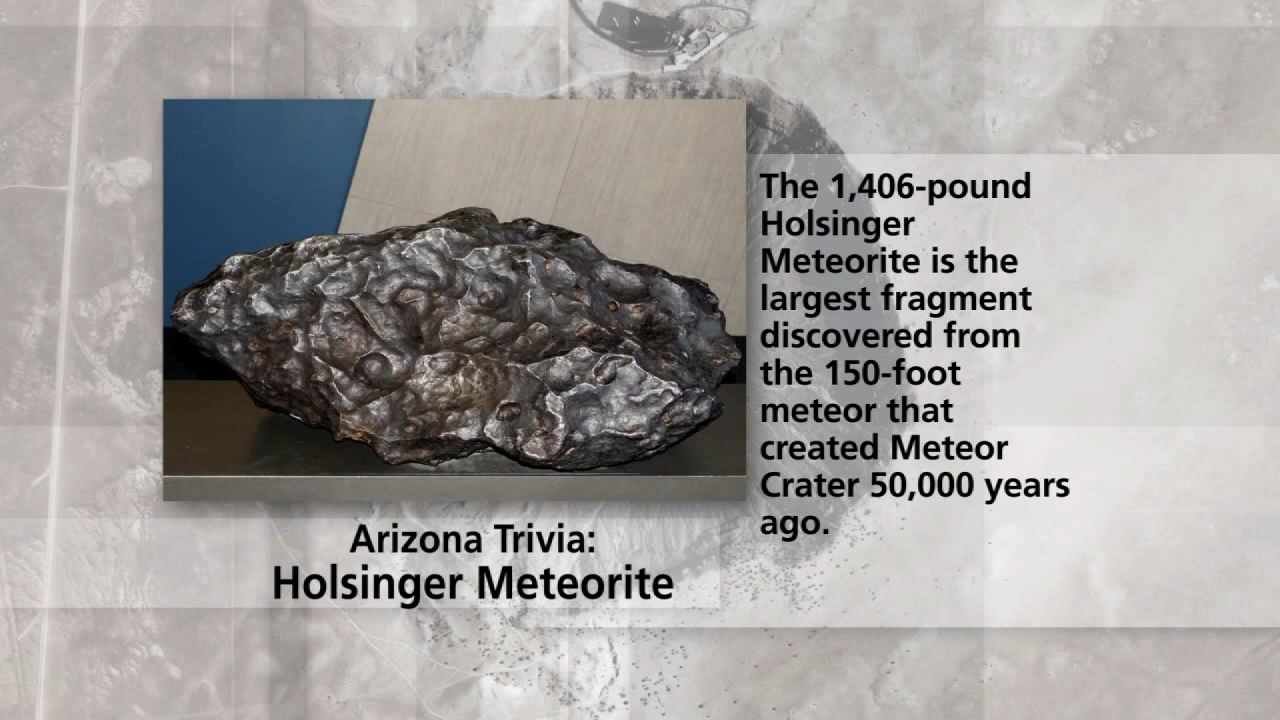 The 1,406-pound
Holsinger
Meteorite is the
largest fragment
discovered from
the 150-foot
meteor that
created Meteor
Crater 50,000 years
ago.
Arizona Trivia:
Holsinger Meteorite